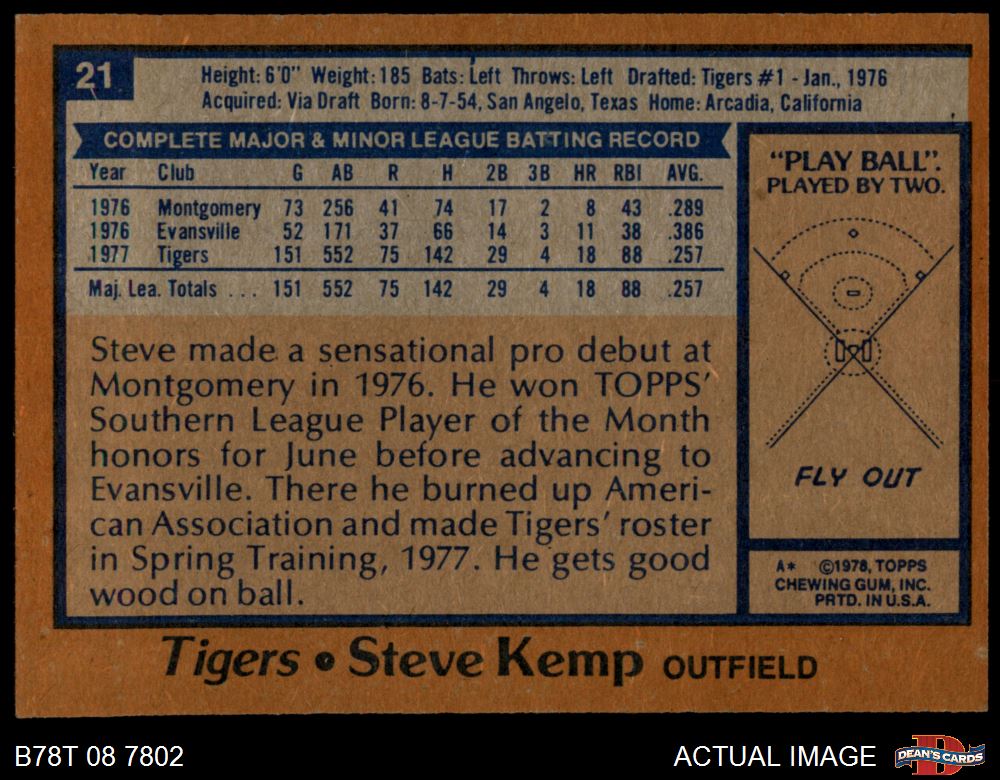 21
Height: 6'0" Weight: 185 Bats: Left Throws: Left Drafted: Tigers #1 - Jan., 1976
Acquired: Via Draft Born: 8-7-54, San Angelo, Texas Home: Arcadia, California
COMPLETE MAJOR & MINOR LEAGUE BATTING RECORD
Year Club G AB R H 2B 3B HR RBI AVG.
1976 Montgomery 73 256 41 74 17 2 8 43 .289
1976 Evansville 52 171 37 66 14 3 11 38 .386
1977 Tigers 151 552 75 142 29 4 18 88 .257
Maj. Lea. Totals ... 151 552 75 142 29 4 18 88 .257
Steve made a sensational pro debut at
Montgomery in 1976. He won TOPPS'
Southern League Player of the Month
honors for June before advancing to
Evansville. There he burned up Ameri-
can Association and made Tigers' roster
in Spring Training, 1977. He gets good
wood on ball.
"PLAY BALL".
PLAYED BY TWO.
FLY OUT
A* ©1978, TOPPS
CHEWING GUM, INC.
PRTD. IN U.S.A.
Tigers • Steve Kemp OUTFIELD
B78T 08 7802
ACTUAL IMAGE
DEAN'S CARDS